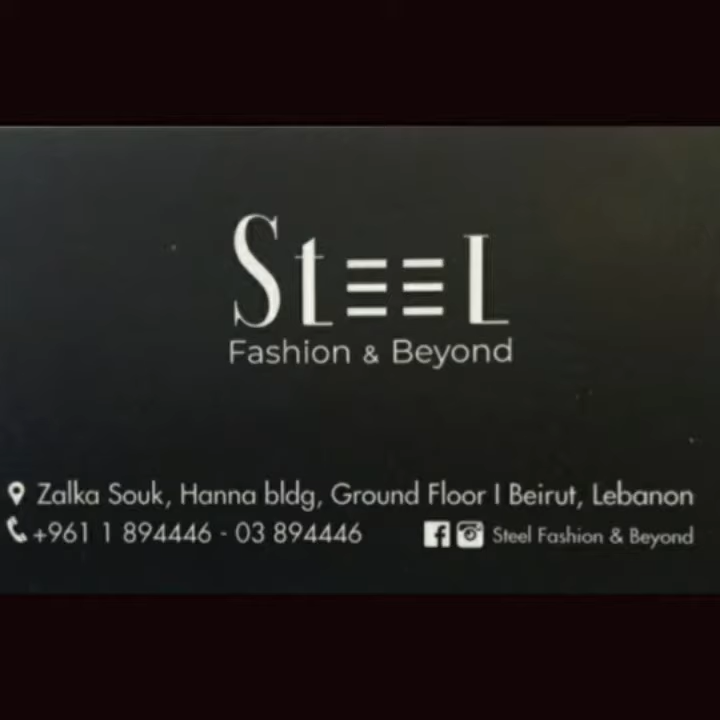 SteeL
Fashion & Beyond
Zalka Souk, Hanna bldg, Ground Floor I Beirut, Lebanon
+961 1 894446 - 03 894446
Steel Fashion & Beyond